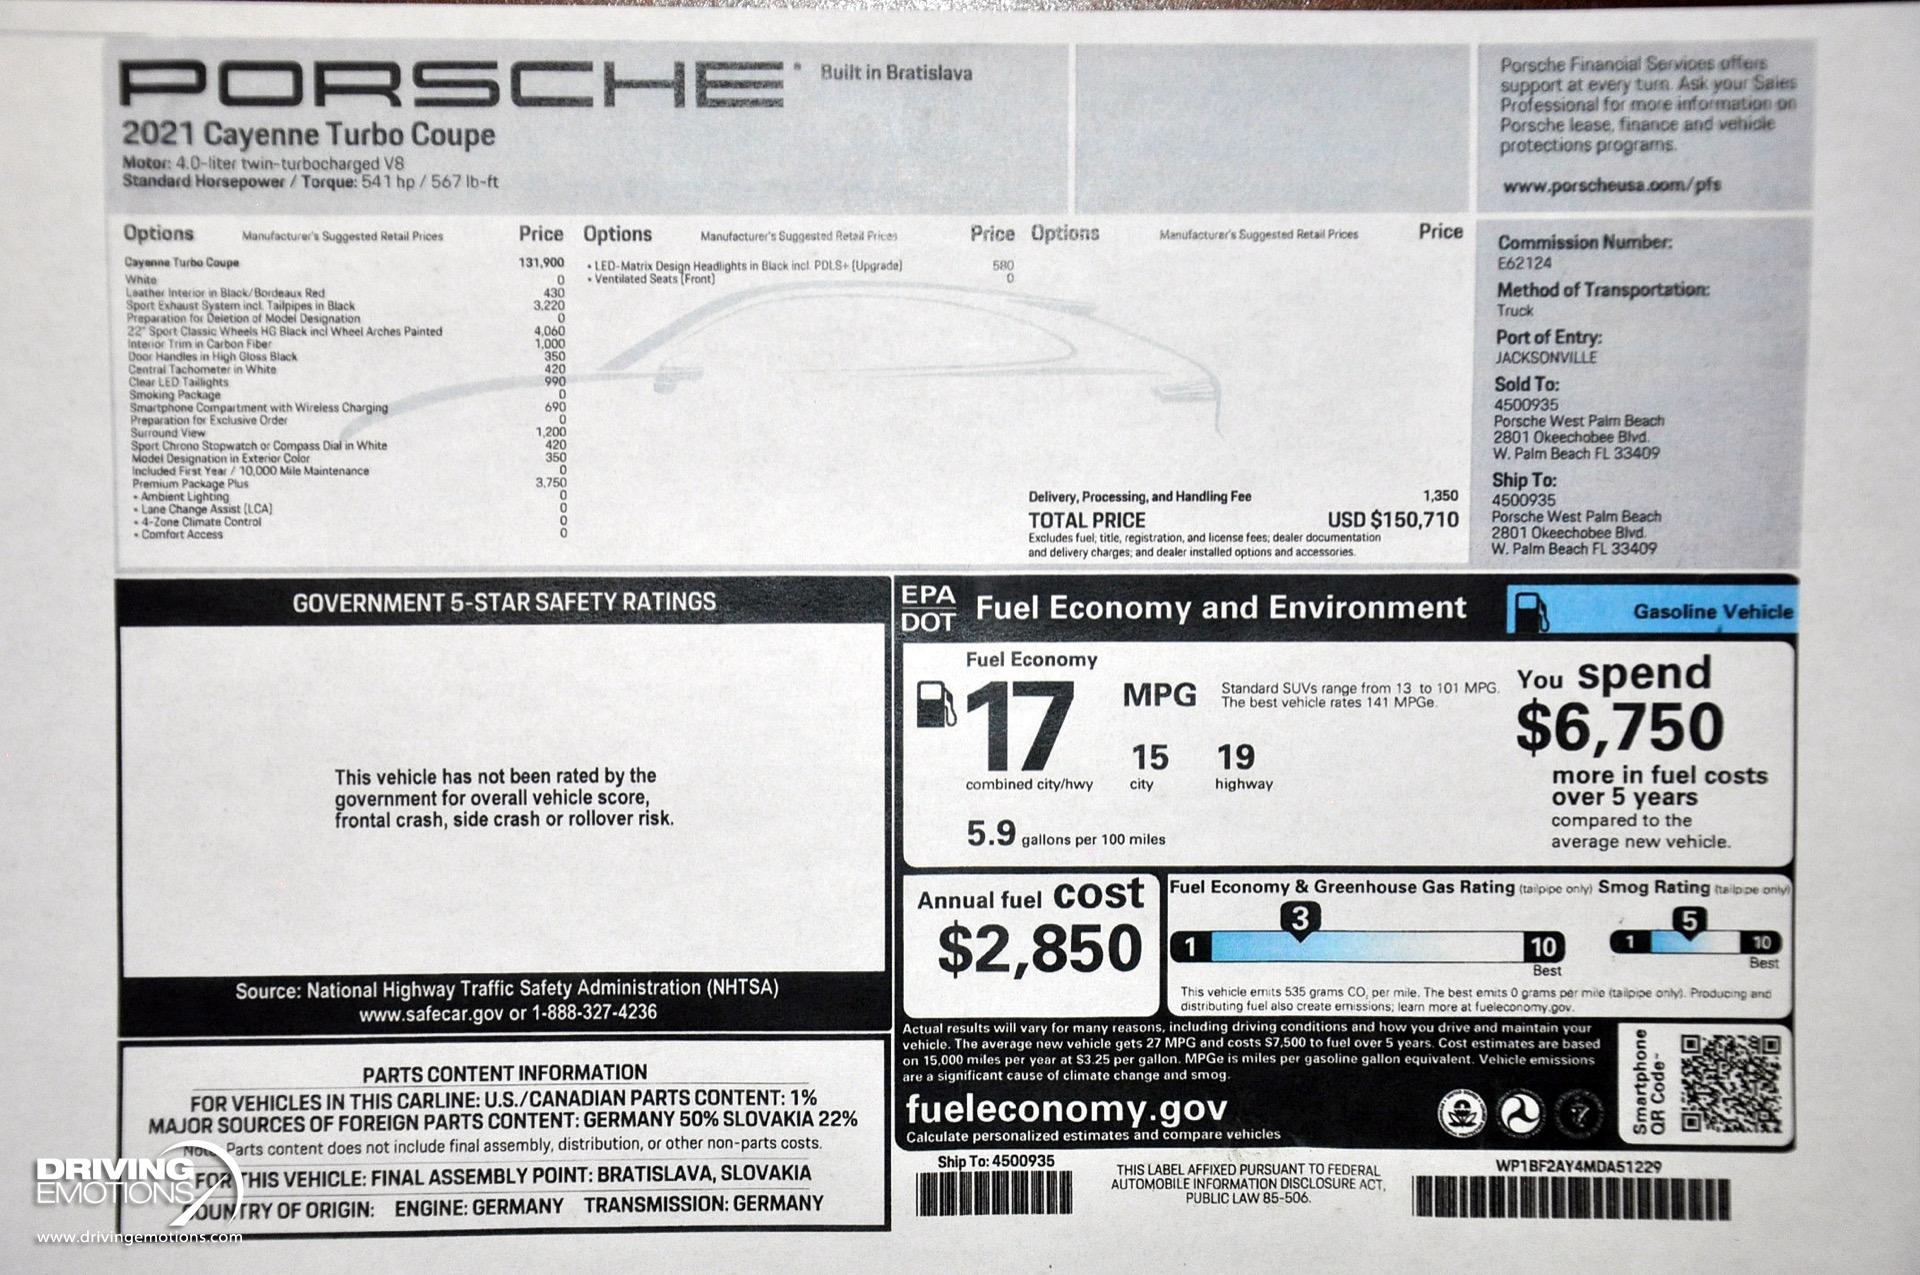 PORSCHE® Built in Bratislava
2021 Cayenne Turbo Coupe
Motor: 4.0-liter twin-turbocharged V8
Standard Horsepower / Torque: 541 hp / 567 lb-ft
Porsche Financial Services offers
support at every turn. Ask your Sales
Professional for more information on
Porsche lease, finance and vehicle
protections programs.
www.porscheusa.com/pfs
Options Manufacturer's Suggested Retail Prices Price
Cayenne Turbo Coupe 131,900
White 0
Leather Interior in Black/Bordeaux Red 430
Sport Exhaust System incl. Tailpipes in Black 3,220
Preparation for Deletion of Model Designation 0
22" Sport Classic Wheels HG Black incl Wheel Arches Painted 4,060
Interior Trim in Carbon Fiber 1,000
Door Handles in High Gloss Black 350
Central Tachometer in White 420
Clear LED Taillights 990
Smoking Package 0
Smartphone Compartment with Wireless Charging 690
Preparation for Exclusive Order 0
Surround View 1,200
Sport Chrono Stopwatch or Compass Dial in White 420
Model Designation in Exterior Color 350
Included First Year / 10,000 Mile Maintenance 0
Premium Package Plus 3,750
• Ambient Lighting 0
• Lane Change Assist (LCA) 0
• 4-Zone Climate Control 0
• Comfort Access 0
Options Manufacturer's Suggested Retail Prices Price
• LED-Matrix Design Headlights in Black incl. PDLS+ (Upgrade) 580
• Ventilated Seats (Front) 0
Options Manufacturer's Suggested Retail Prices Price
Delivery, Processing, and Handling Fee 1,350
TOTAL PRICE USD $150,710
Excludes fuel; title, registration, and license fees; dealer documentation
and delivery charges; and dealer installed options and accessories.
Commission Number:
E62124
Method of Transportation:
Truck
Port of Entry:
JACKSONVILLE
Sold To:
4500935
Porsche West Palm Beach
2801 Okeechobee Blvd.
W. Palm Beach FL 33409
Ship To:
4500935
Porsche West Palm Beach
2801 Okeechobee Blvd.
W. Palm Beach FL 33409
GOVERNMENT 5-STAR SAFETY RATINGS
This vehicle has not been rated by the
government for overall vehicle score,
frontal crash, side crash or rollover risk.
Source: National Highway Traffic Safety Administration (NHTSA)
www.safecar.gov or 1-888-327-4236
PARTS CONTENT INFORMATION
FOR VEHICLES IN THIS CARLINE: U.S./CANADIAN PARTS CONTENT: 1%
MAJOR SOURCES OF FOREIGN PARTS CONTENT: GERMANY 50% SLOVAKIA 22%
Parts content does not include final assembly, distribution, or other non-parts costs.
FOR THIS VEHICLE: FINAL ASSEMBLY POINT: BRATISLAVA, SLOVAKIA
COUNTRY OF ORIGIN: ENGINE: GERMANY TRANSMISSION: GERMANY
EPA
DOT
Fuel Economy and Environment
Gasoline Vehicle
Fuel Economy
17 MPG
Standard SUVs range from 13 to 101 MPG.
The best vehicle rates 141 MPGe.
15 19
combined city/hwy city highway
5.9 gallons per 100 miles
You spend
$6,750
more in fuel costs
over 5 years
compared to the
average new vehicle.
Annual fuel cost
$2,850
Fuel Economy & Greenhouse Gas Rating (tailpipe only) Smog Rating (tailpipe only)
3
1 10
Best
5
1 10
Best
This vehicle emits 535 grams CO2 per mile. The best emits 0 grams per mile (tailpipe only). Producing and
distributing fuel also create emissions; learn more at fueleconomy.gov.
Actual results will vary for many reasons, including driving conditions and how you drive and maintain your
vehicle. The average new vehicle gets 27 MPG and costs $7,500 to fuel over 5 years. Cost estimates are based
on 15,000 miles per year at $3.25 per gallon. MPGe is miles per gasoline gallon equivalent. Vehicle emissions
are a significant cause of climate change and smog.
fueleconomy.gov
Calculate personalized estimates and compare vehicles
Smartphone
QR Code™
Ship To: 4500935
THIS LABEL AFFIXED PURSUANT TO FEDERAL
AUTOMOBILE INFORMATION DISCLOSURE ACT,
PUBLIC LAW 85-506.
WP1BF2AY4MDA51229
DRIVING
EMOTIONS
www.drivingemotions.com